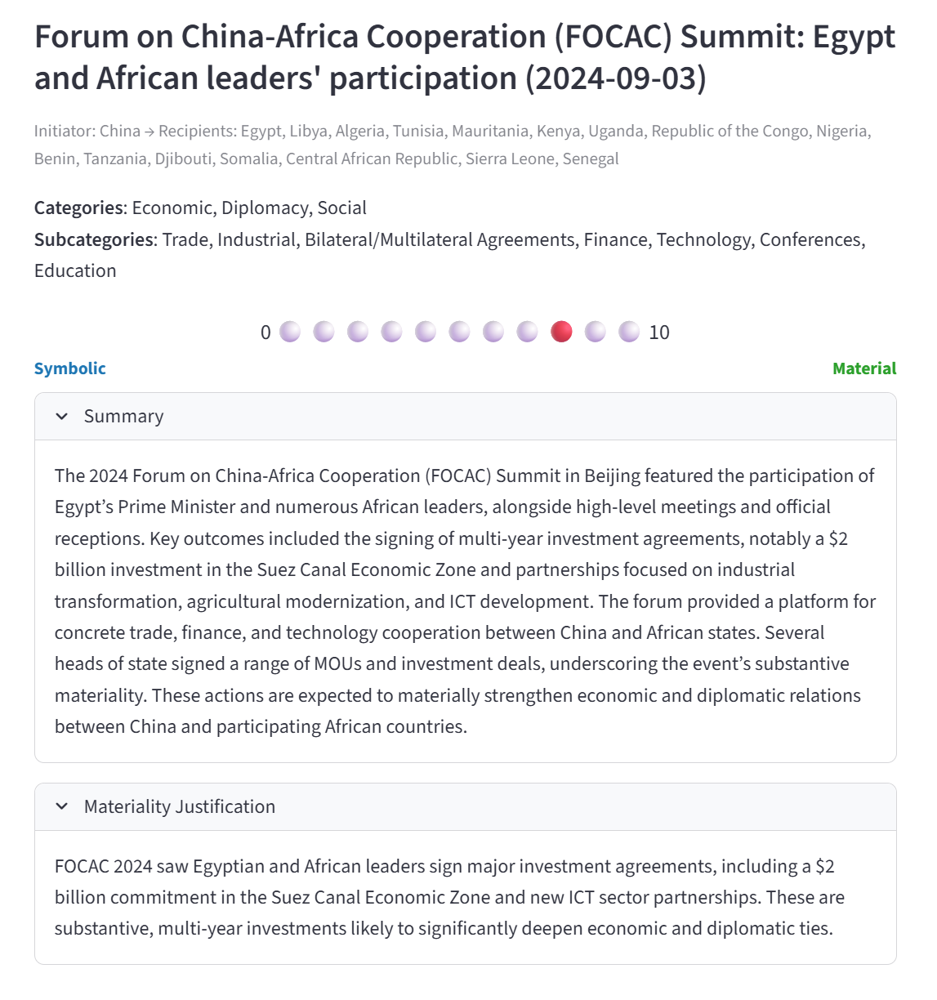 Forum on China-Africa Cooperation (FOCAC) Summit: Egypt
and African leaders' participation (2024-09-03)
Initiator: China → Recipients: Egypt, Libya, Algeria, Tunisia, Mauritania, Kenya, Uganda, Republic of the Congo, Nigeria,
Benin, Tanzania, Djibouti, Somalia, Central African Republic, Sierra Leone, Senegal
Categories: Economic, Diplomacy, Social
Subcategories: Trade, Industrial, Bilateral/Multilateral Agreements, Finance, Technology, Conferences,
Education
0 10
Symbolic Material
Summary
The 2024 Forum on China-Africa Cooperation (FOCAC) Summit in Beijing featured the participation of
Egypt’s Prime Minister and numerous African leaders, alongside high-level meetings and official
receptions. Key outcomes included the signing of multi-year investment agreements, notably a $2
billion investment in the Suez Canal Economic Zone and partnerships focused on industrial
transformation, agricultural modernization, and ICT development. The forum provided a platform for
concrete trade, finance, and technology cooperation between China and African states. Several
heads of state signed a range of MOUs and investment deals, underscoring the event’s substantive
materiality. These actions are expected to materially strengthen economic and diplomatic relations
between China and participating African countries.
Materiality Justification
FOCAC 2024 saw Egyptian and African leaders sign major investment agreements, including a $2
billion commitment in the Suez Canal Economic Zone and new ICT sector partnerships. These are
substantive, multi-year investments likely to significantly deepen economic and diplomatic ties.